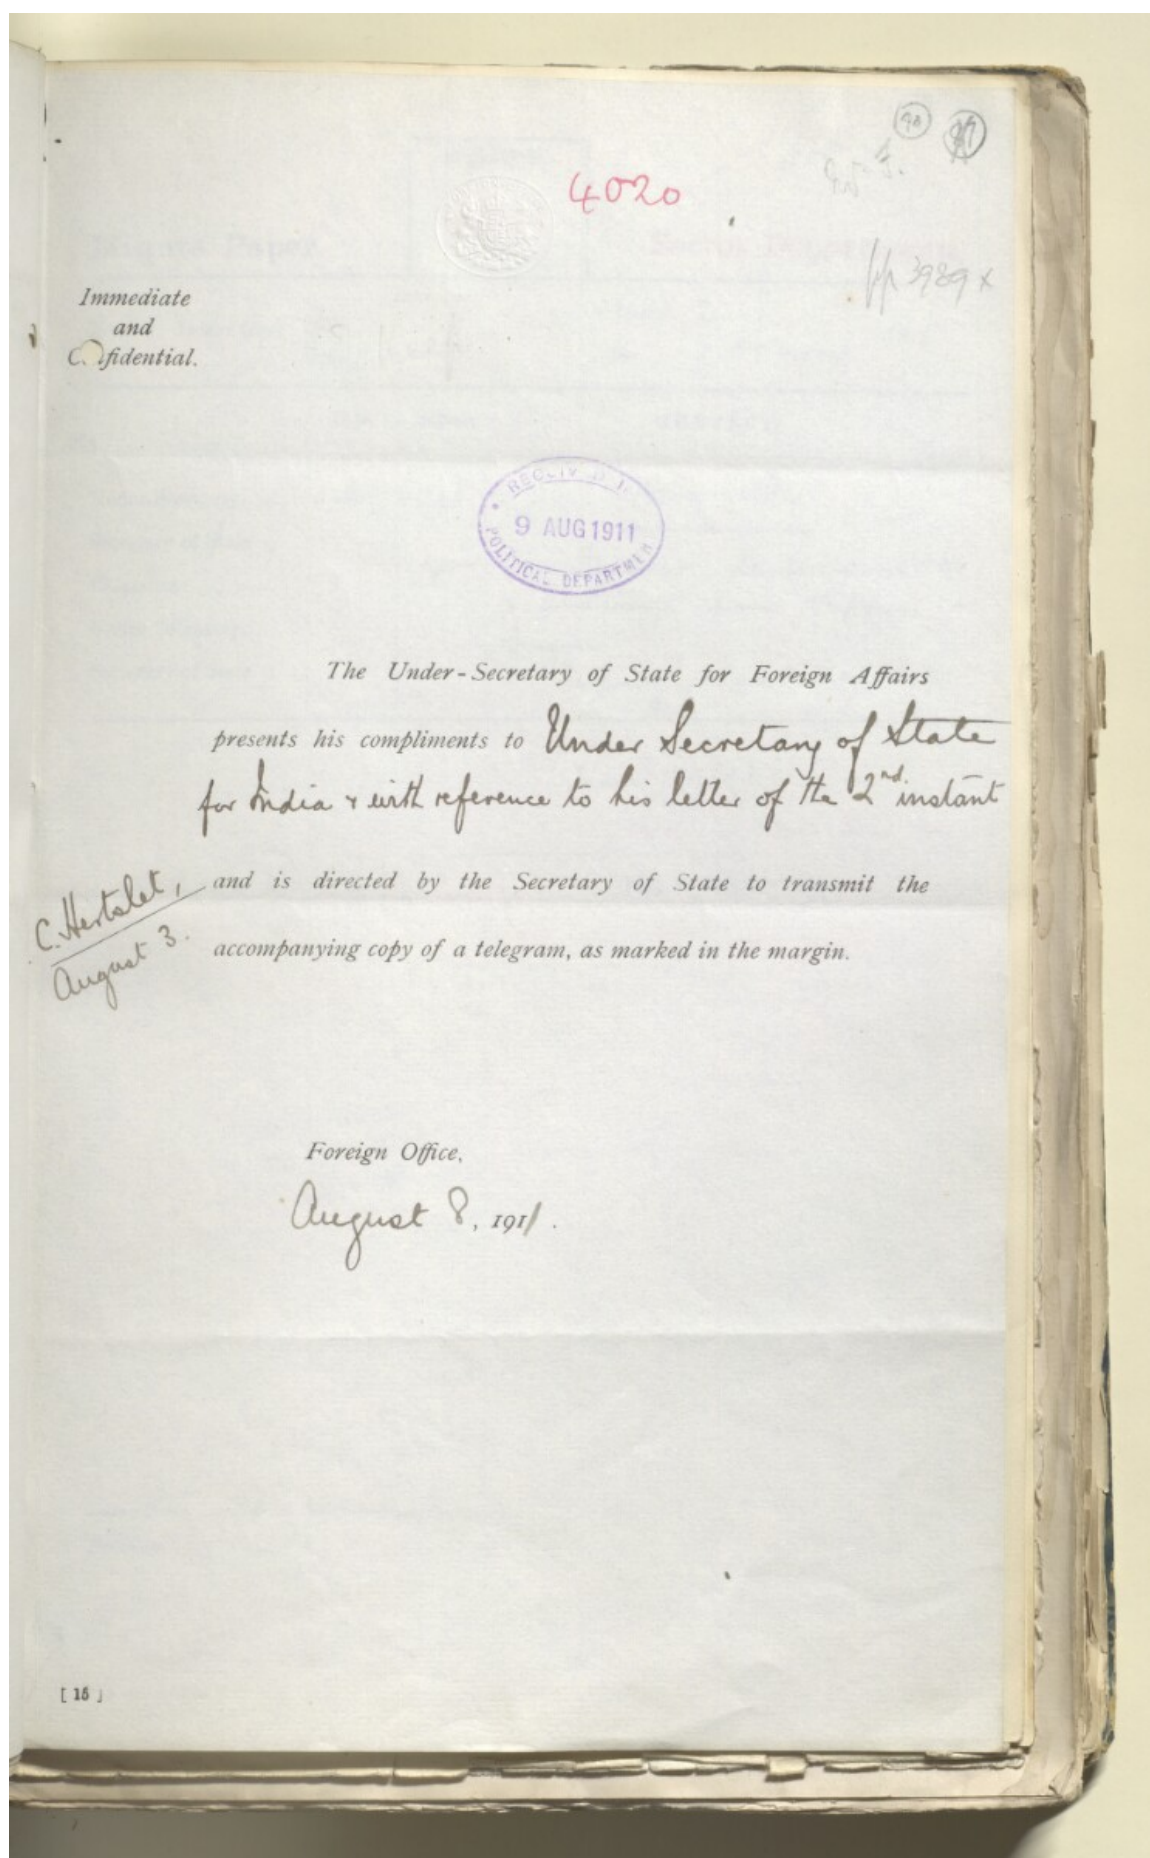 98
4020
3989 x
Immediate
and
C fidential.
RECEIV
9 AUG 1911
POLITICAL DEPARTMEN
The Under-Secretary of State for Foreign Affairs
presents his compliments to Under Secretary of State
for India & with reference to his letter of the 2nd instant
C. Hertslet,
August 3.
and is directed by the Secretary of State to transmit the
accompanying copy of a telegram, as marked in the margin.
Foreign Office,
August 8, 1911.
[ 15 ]